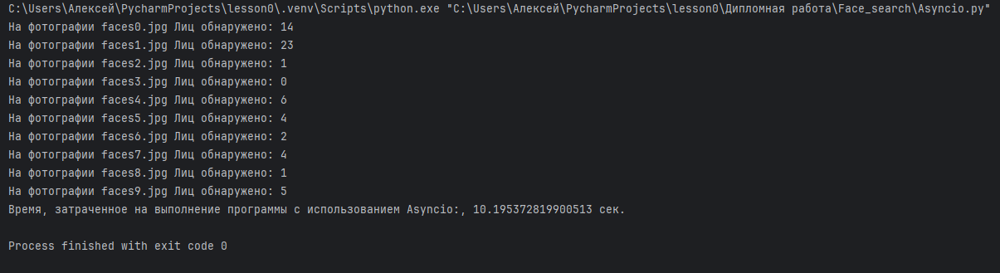 C:\Users\Алексей\PycharmProjects\lesson0\.venv\Scripts\python.exe "C:\Users\Алексей\PycharmProjects\lesson0\Дипломная работа\Face_search\Asyncio.py"
На фотографии faces0.jpg Лиц обнаружено: 14
На фотографии faces1.jpg Лиц обнаружено: 23
На фотографии faces2.jpg Лиц обнаружено: 1
На фотографии faces3.jpg Лиц обнаружено: 0
На фотографии faces4.jpg Лиц обнаружено: 6
На фотографии faces5.jpg Лиц обнаружено: 4
На фотографии faces6.jpg Лиц обнаружено: 2
На фотографии faces7.jpg Лиц обнаружено: 4
На фотографии faces8.jpg Лиц обнаружено: 1
На фотографии faces9.jpg Лиц обнаружено: 5
Время, затраченное на выполнение программы с использованием Asyncio:, 10.195372819900513 сек.
Process finished with exit code 0